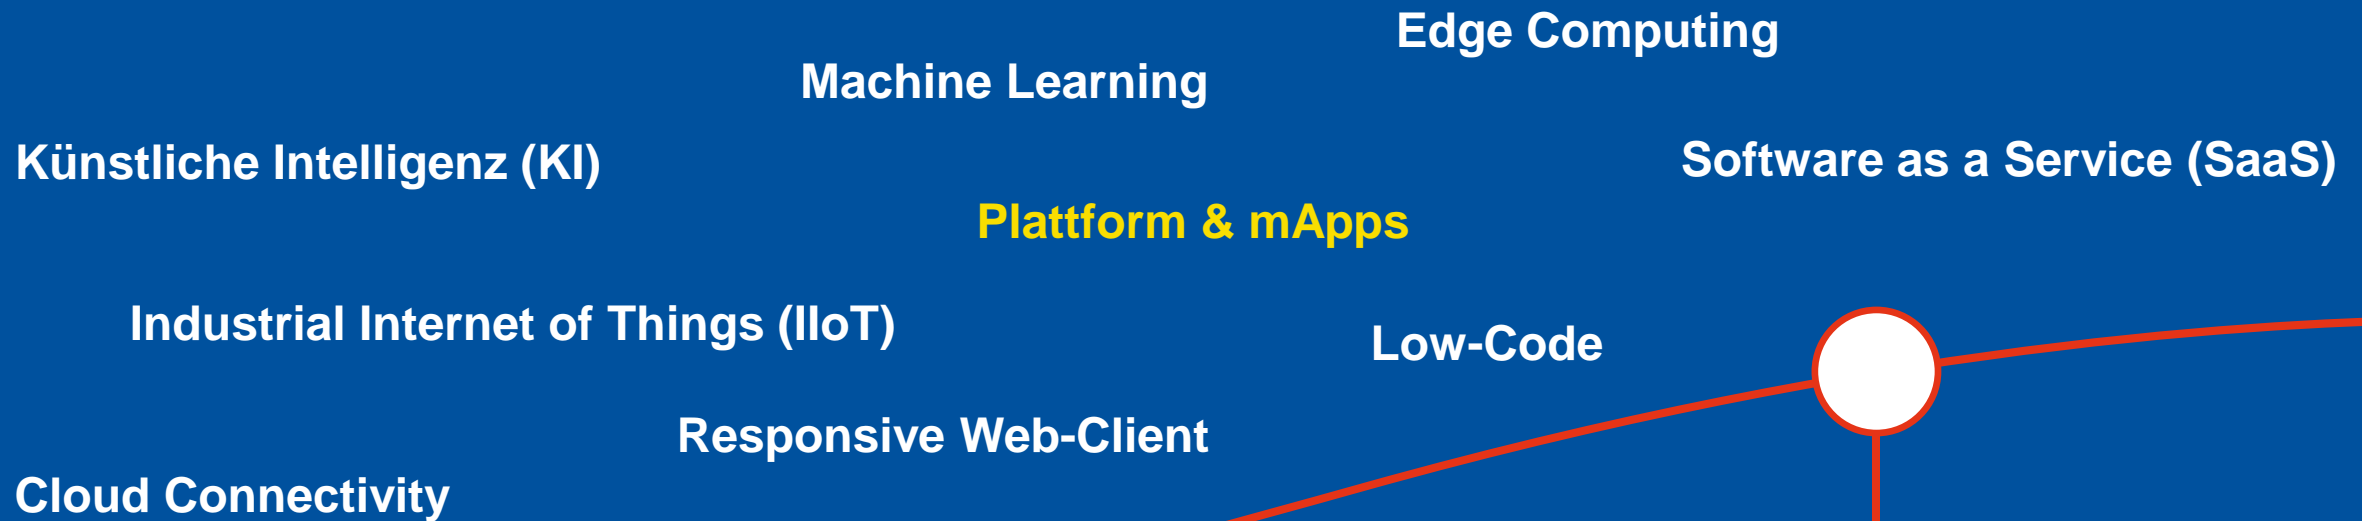 Edge Computing
Machine Learning
Künstliche Intelligenz (KI)
Software as a Service (SaaS)
Plattform & mApps
Industrial Internet of Things (IIoT)
Low-Code
Responsive Web-Client
Cloud Connectivity